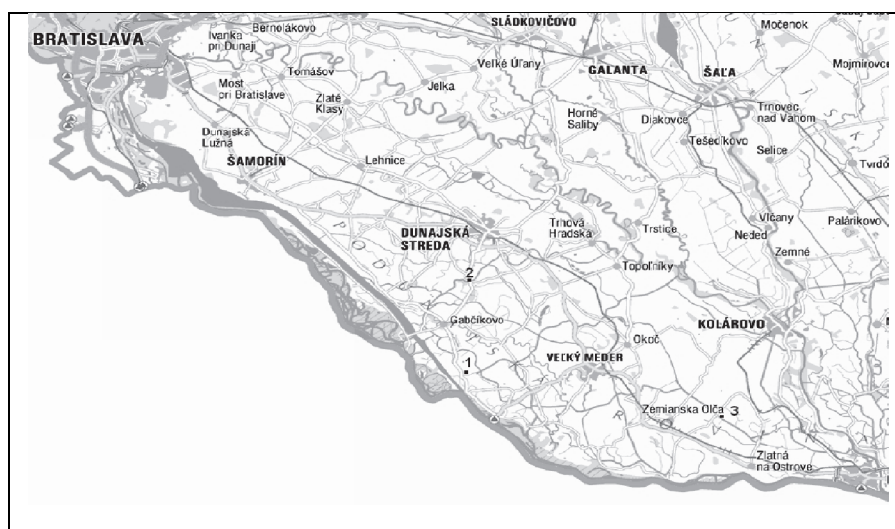 BRATISLAVA
Ivanka
pri Dunaji
Bernolákovo
SLÁDKOVIČOVO
Močenok
Mojmírovce
Most
pri Bratislave
Tomášov
Zlaté
Klasy
Jelka
Veľké Úľany
GALANTA
ŠAĽA
Horné
Saliby
Diakovce
Trnovec
nad Váhom
Dunajská
Lužná
ŠAMORÍN
Lehnice
Tešedíkovo
Selice
DUNAJSKÁ
STREDA
Trhová
Hradská
Trstice
Vlčany
Neded
Palárikovo
Zemné
Topoľníky
2
Gabčíkovo
KOLÁROVO
Okoč
VEĽKÝ MEDER
1
Zemianska Olča
3
Zlatná
na Ostrove